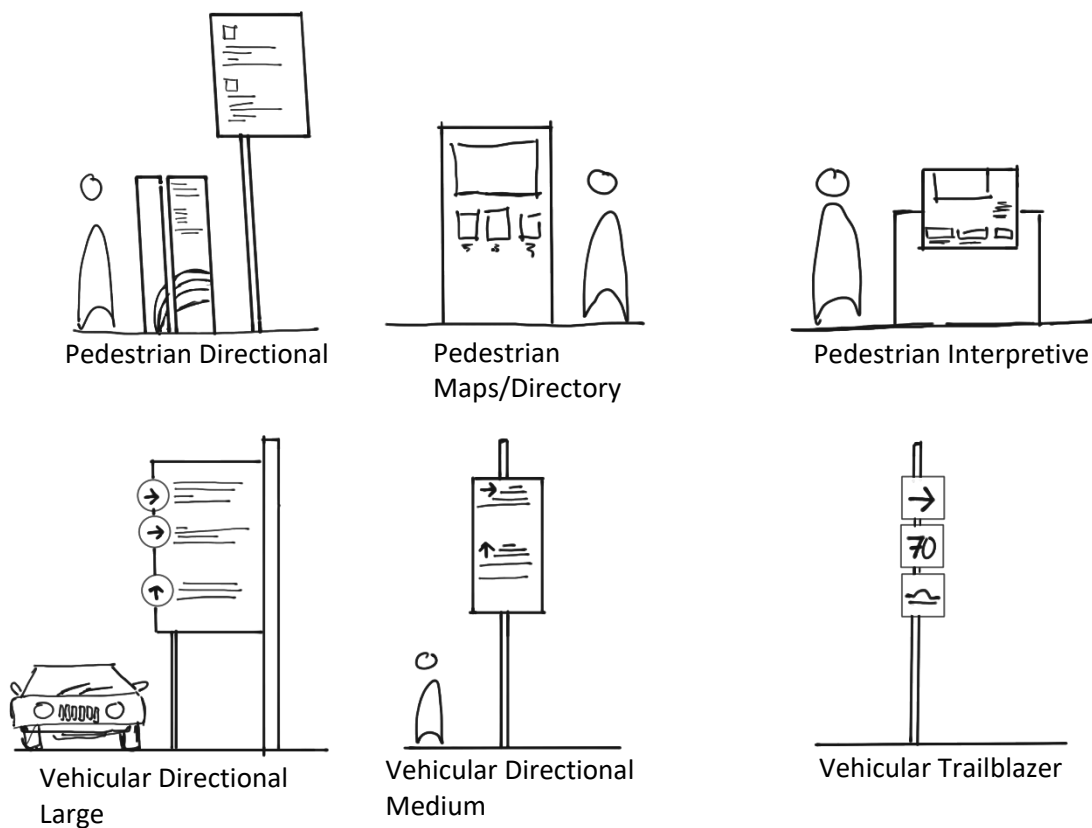 Pedestrian Directional
Pedestrian
Maps/Directory
Pedestrian Interpretive
70
Vehicular Directional
Large
Vehicular Directional
Medium
Vehicular Trailblazer